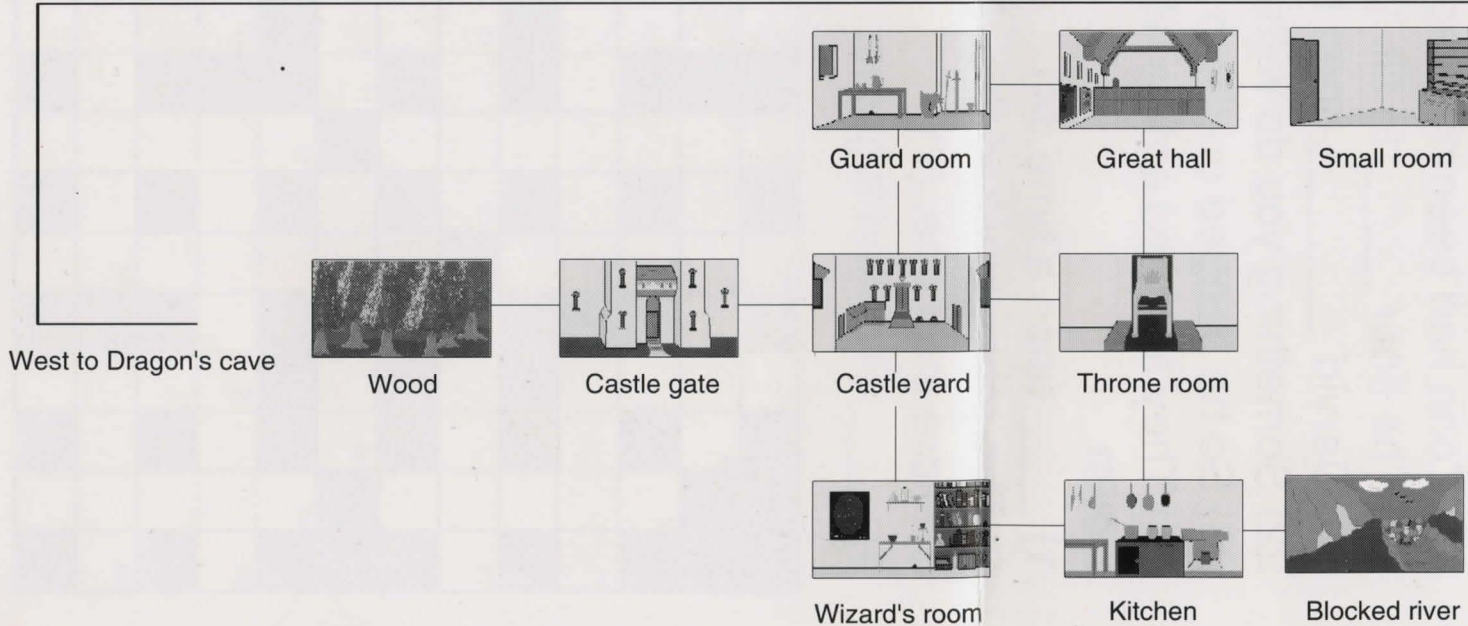 Guard room
Great hall
Small room
West to Dragon's cave
Wood
Castle gate
Castle yard
Throne room
Wizard's room
Kitchen
Blocked river